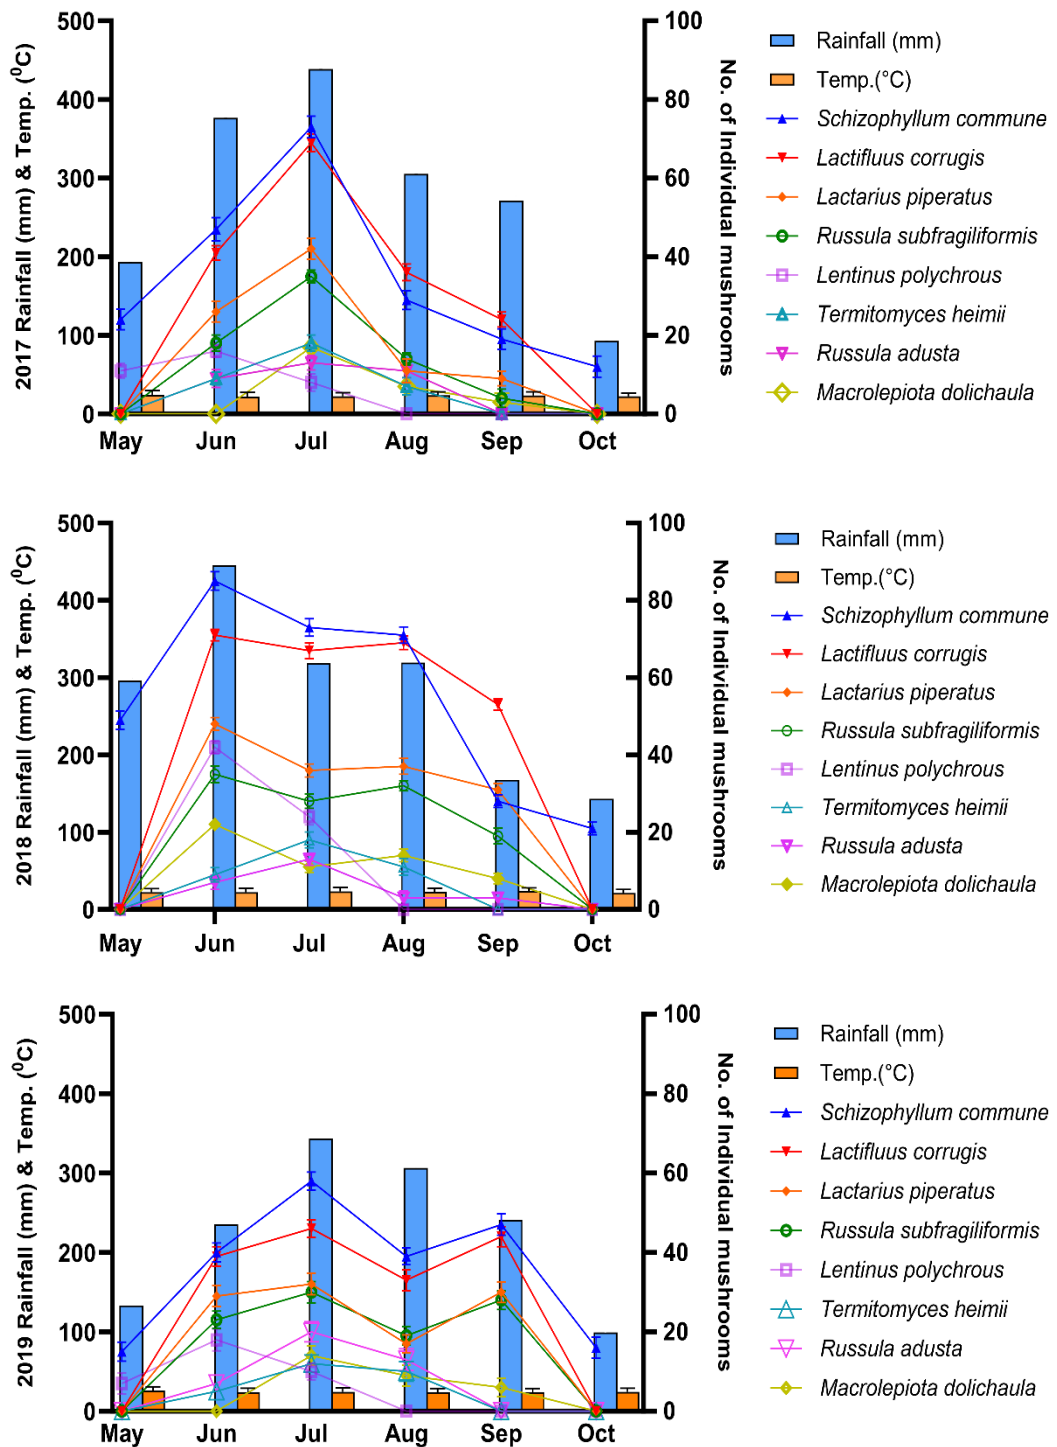 500
400
300
200
100
0
2017 Rainfall (mm) & Temp. (⁰C)
100
80
60
40
20
0
No. of Individual mushrooms
May Jun Jul Aug Sep Oct
Rainfall (mm)
Temp.(°C)
Schizophyllum commune
Lactifluus corrugis
Lactarius piperatus
Russula subfragiliformis
Lentinus polychrous
Termitomyces heimii
Russula adusta
Macrolepiota dolichaula
500
400
300
200
100
0
2018 Rainfall (mm) & Temp. (⁰C)
100
80
60
40
20
0
No. of Individual mushrooms
May Jun Jul Aug Sep Oct
Rainfall (mm)
Temp.(°C)
Schizophyllum commune
Lactifluus corrugis
Lactarius piperatus
Russula subfragiliformis
Lentinus polychrous
Termitomyces heimii
Russula adusta
Macrolepiota dolichaula
500
400
300
200
100
0
2019 Rainfall (mm) & Temp. (⁰C)
100
80
60
40
20
0
No. of Individual mushrooms
May Jun Jul Aug Sep Oct
Rainfall (mm)
Temp.(°C)
Schizophyllum commune
Lactifluus corrugis
Lactarius piperatus
Russula subfragiliformis
Lentinus polychrous
Termitomyces heimii
Russula adusta
Macrolepiota dolichaula